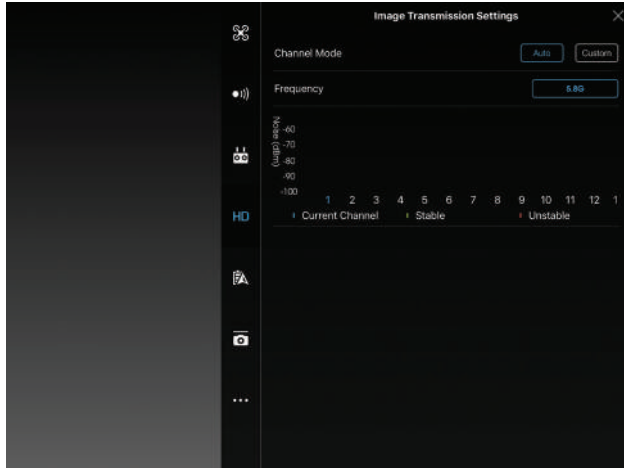 Image Transmission Settings
Channel Mode
Auto
Custom
Frequency
5.8G
Noise (dBm)
-60
-70
-80
-90
-100
1 2 3 4 5 6 7 8 9 10 11 12 1
Current Channel
Stable
Unstable
HD